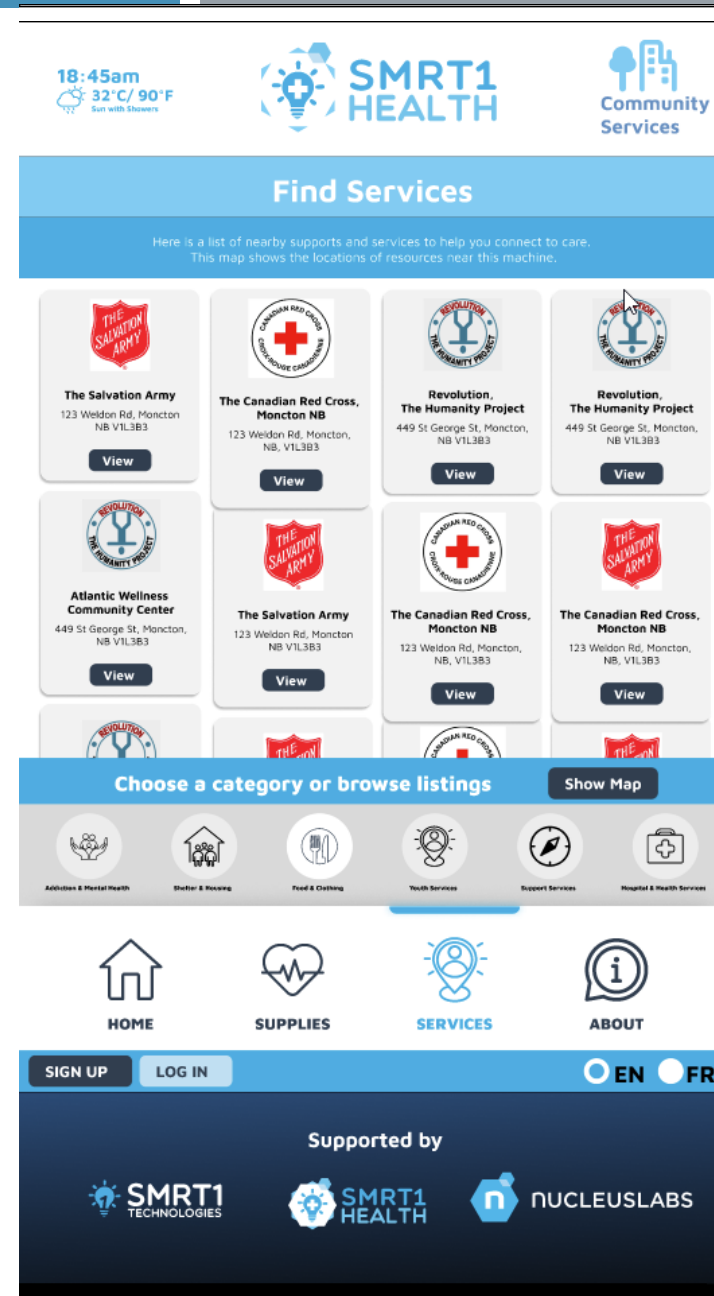 18:45am
32°C/ 90°F
Sun with Showers
SMRT1
HEALTH
Community
Services
Find Services
Here is a list of nearby supports and services to help you connect to care.
This map shows the locations of resources near this machine.
THE
SALVATION
ARMY
The Salvation Army
123 Weldon Rd, Moncton
NB V1L3B3
View
CANADIAN RED CROSS
CROIX-ROUGE CANADIENNE
The Canadian Red Cross,
Moncton NB
123 Weldon Rd, Moncton,
NB, V1L3B3
View
REVOLUTION
THE HUMANITY PROJECT
Revolution,
The Humanity Project
449 St George St, Moncton,
NB V1L3B3
View
REVOLUTION
THE HUMANITY PROJECT
Revolution,
The Humanity Project
449 St George St, Moncton,
NB V1L3B3
View
REVOLUTION
THE HUMANITY PROJECT
Atlantic Wellness
Community Center
449 St George St, Moncton,
NB V1L3B3
View
THE
SALVATION
ARMY
The Salvation Army
123 Weldon Rd, Moncton
NB V1L3B3
View
CANADIAN RED CROSS
CROIX-ROUGE CANADIENNE
The Canadian Red Cross,
Moncton NB
123 Weldon Rd, Moncton,
NB, V1L3B3
View
THE
SALVATION
ARMY
The Canadian Red Cross,
Moncton NB
123 Weldon Rd, Moncton,
NB, V1L3B3
View
REVOLUTION
THE
CANADIAN RED CROSS
THE
Choose a category or browse listings
Show Map
Addiction & Mental Health
Shelter & Housing
Food & Clothing
Youth Services
Support Services
Hospital & Health Services
HOME
SUPPLIES
SERVICES
ABOUT
SIGN UP
LOG IN
EN
FR
Supported by
SMRT1
TECHNOLOGIES
SMRT1
HEALTH
n
NUCLEUSLABS